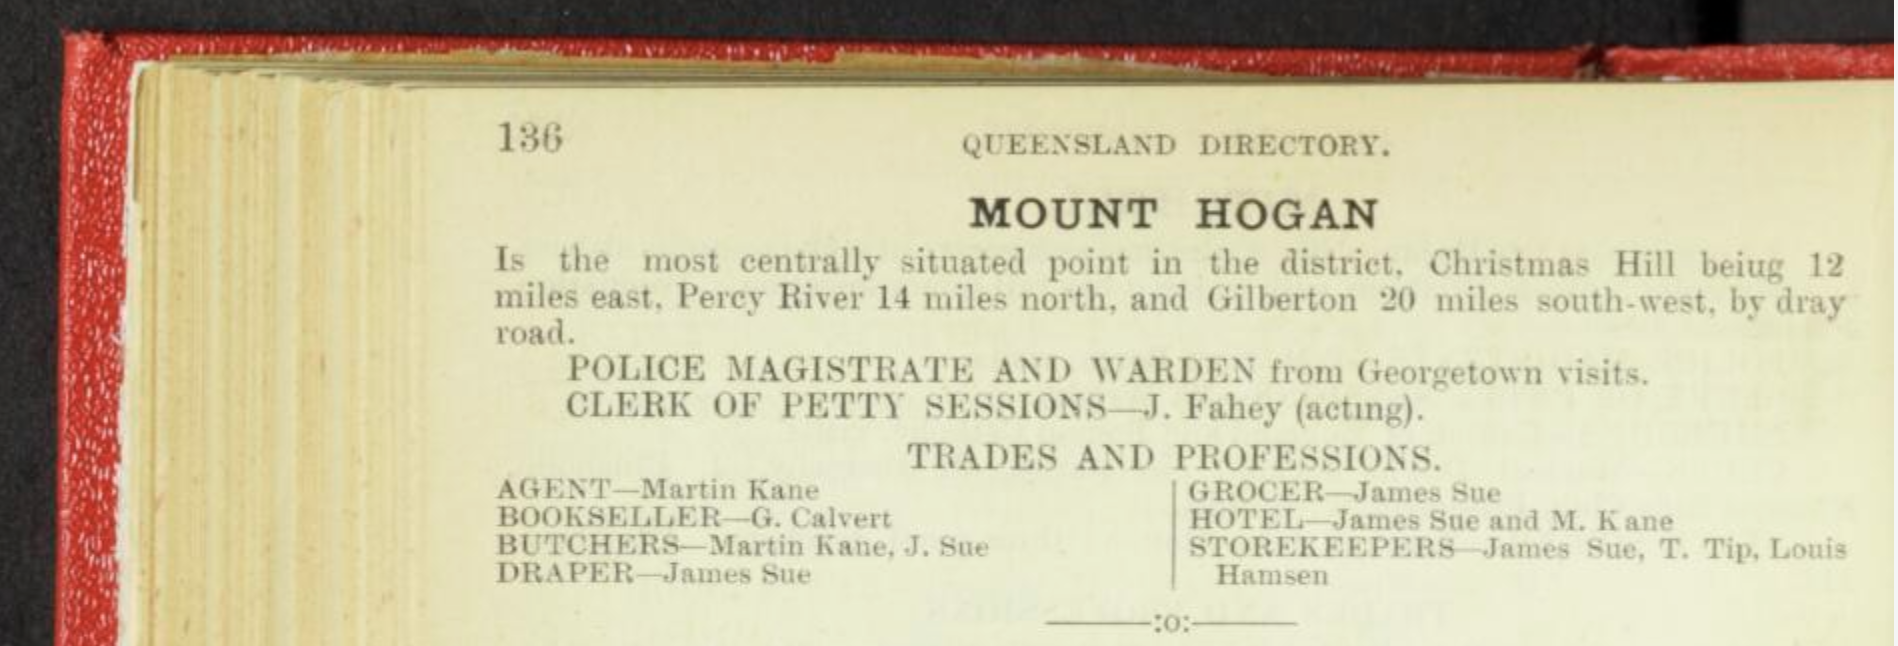 136
QUEENSLAND DIRECTORY.
MOUNT HOGAN
Is the most centrally situated point in the district. Christmas Hill beiug 12
miles east, Percy River 14 miles north, and Gilberton 20 miles south-west, by dray
road.
POLICE MAGISTRATE AND WARDEN from Georgetown visits.
CLERK OF PETTY SESSIONS—J. Fahey (acting).
TRADES AND PROFESSIONS.
AGENT—Martin Kane
BOOKSELLER—G. Calvert
BUTCHERS—Martin Kane, J. Sue
DRAPER—James Sue
GROCER—James Sue
HOTEL—James Sue and M. Kane
STOREKEEPERS—James Sue, T. Tip, Louis
Hamsen
———:o:———